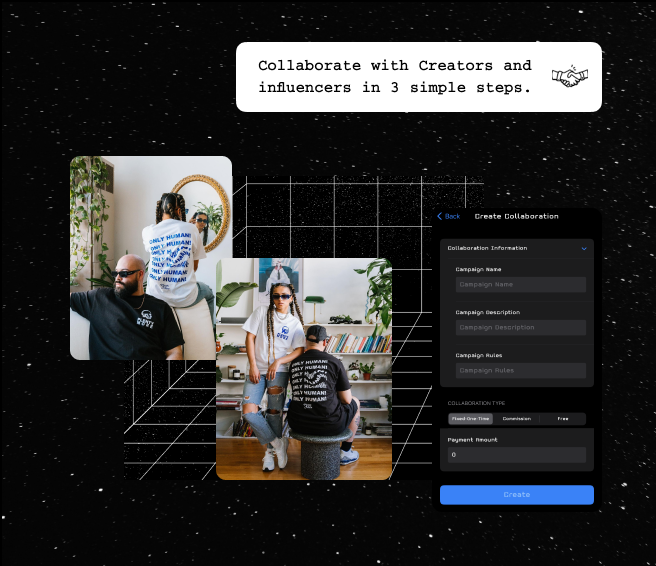 Collaborate with Creators and
influencers in 3 simple steps.
ONLY HUMAN!
ONLY HUMAN!
ONLY HUMAN!
ONLY HUMAN!
ONLY HUMAN!
ONLY HUMAN!
ONLY HUMAN!
ONLY HUMAN!
Back
Create Collaboration
Collaboration Information
Campaign Name
Campaign Name
Campaign Description
Campaign Description
Campaign Rules
Campaign Rules
COLLABORATION TYPE
Fixed One-Time
Commission
Free
Payment Amount
0
Create